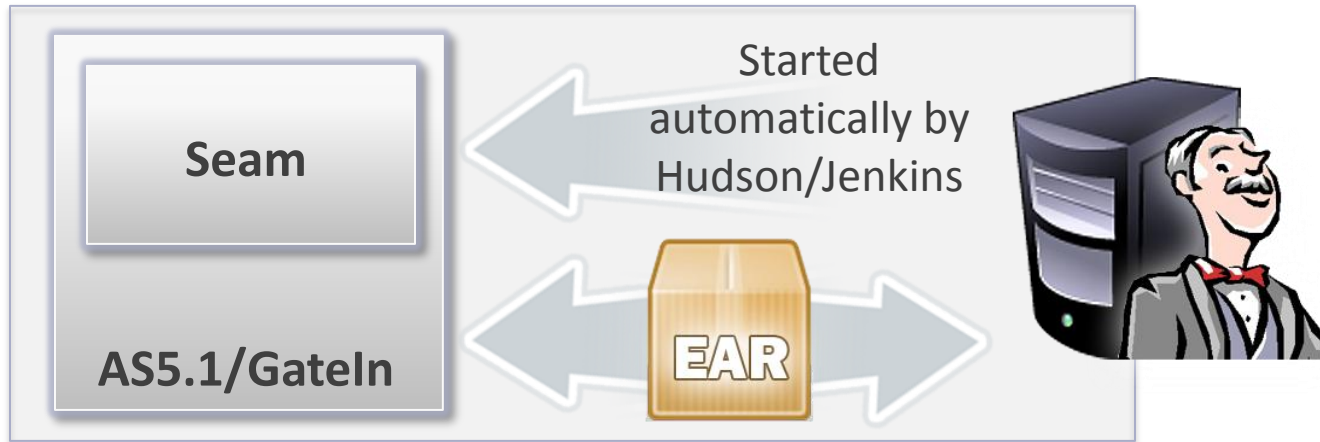 Seam
AS5.1/GateIn
Started
automatically by
Hudson/Jenkins
EAR